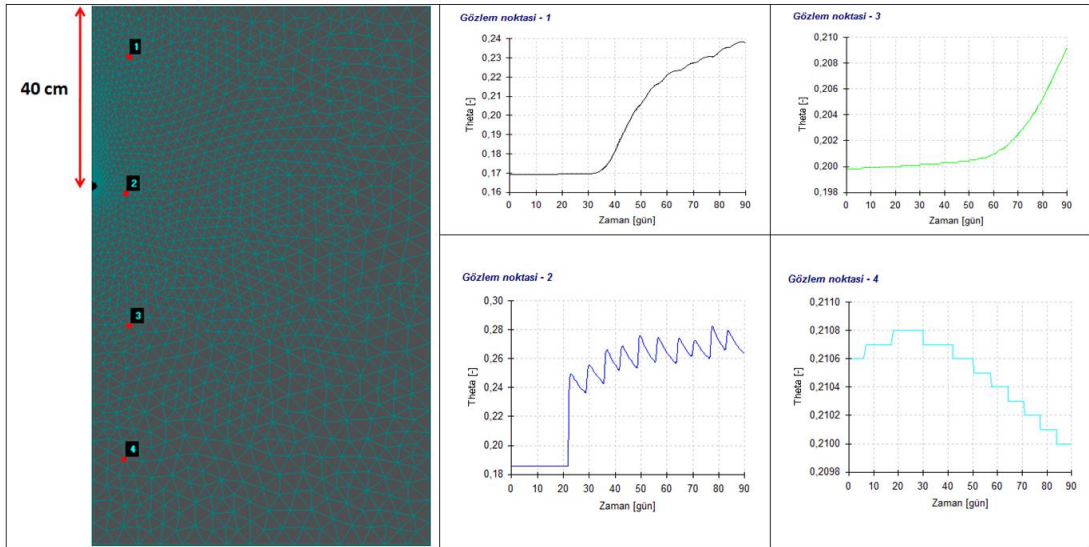 40 cm
1
2
3
4
Gözlem noktasi - 1
Theta [-]
0,24
0,23
0,22
0,21
0,20
0,19
0,18
0,17
0,16
0 10 20 30 40 50 60 70 80 90
Zaman [gün]
Gözlem noktasi - 3
Theta [-]
0,210
0,208
0,206
0,204
0,202
0,200
0,198
0 10 20 30 40 50 60 70 80 90
Zaman [gün]
Gözlem noktasi - 2
Theta [-]
0,30
0,28
0,26
0,24
0,22
0,20
0,18
0 10 20 30 40 50 60 70 80 90
Zaman [gün]
Gözlem noktasi - 4
Theta [-]
0,2110
0,2108
0,2106
0,2104
0,2102
0,2100
0,2098
0 10 20 30 40 50 60 70 80 90
Zaman [gün]